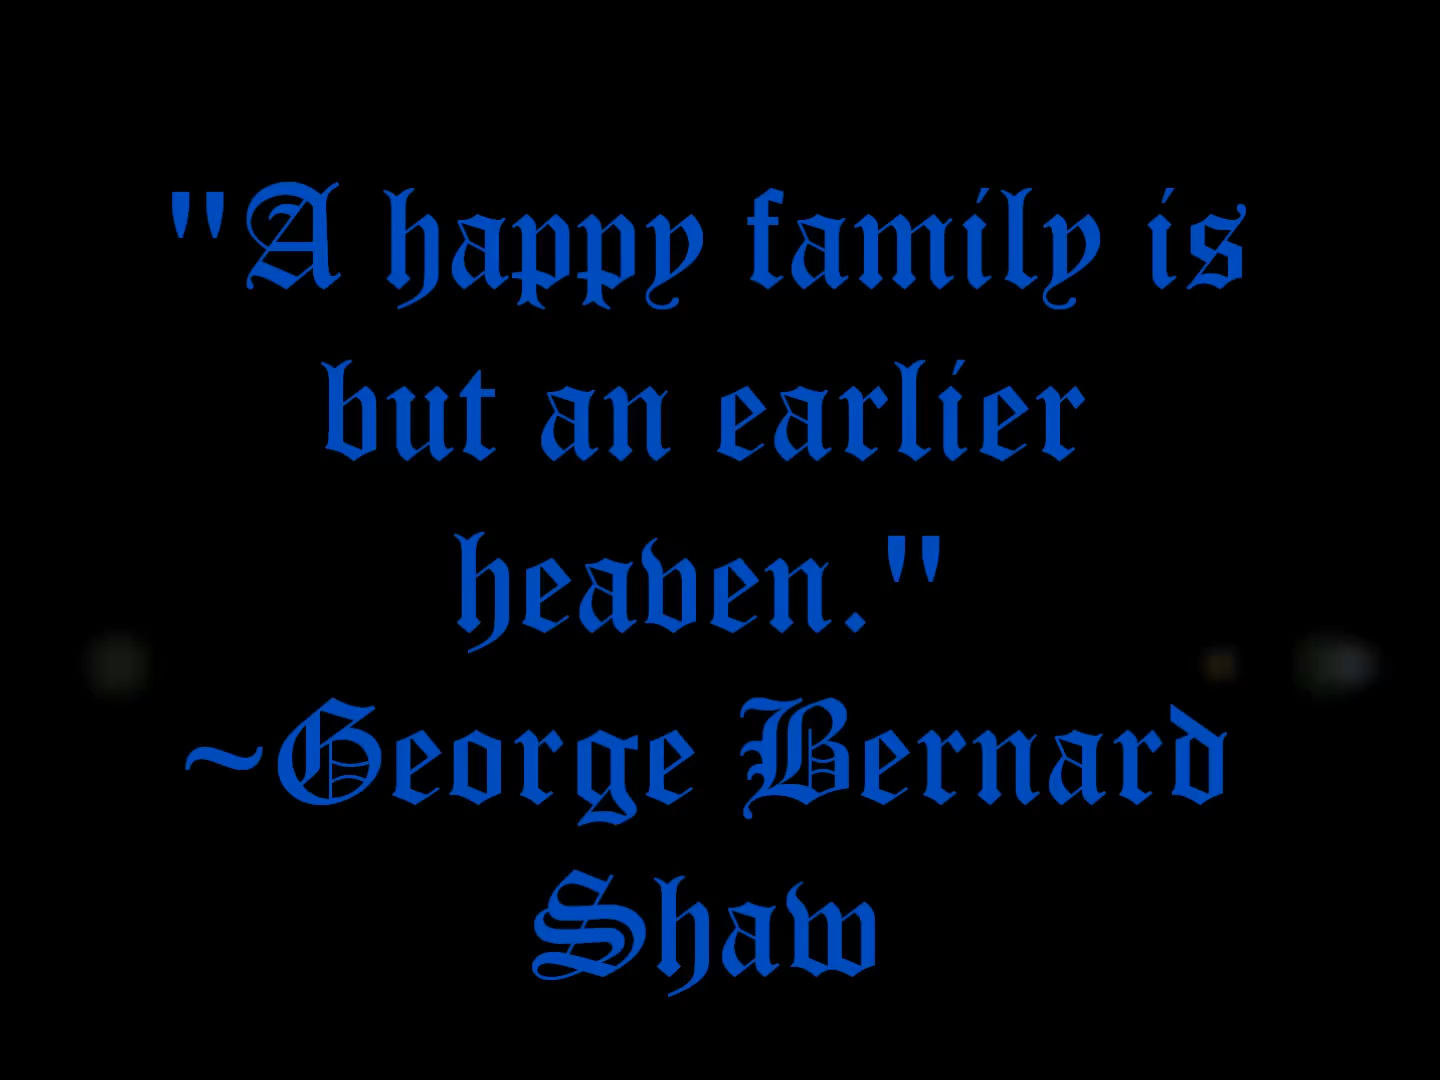 "A happy family is
but an earlier
heaven."
~George Bernard
Shaw